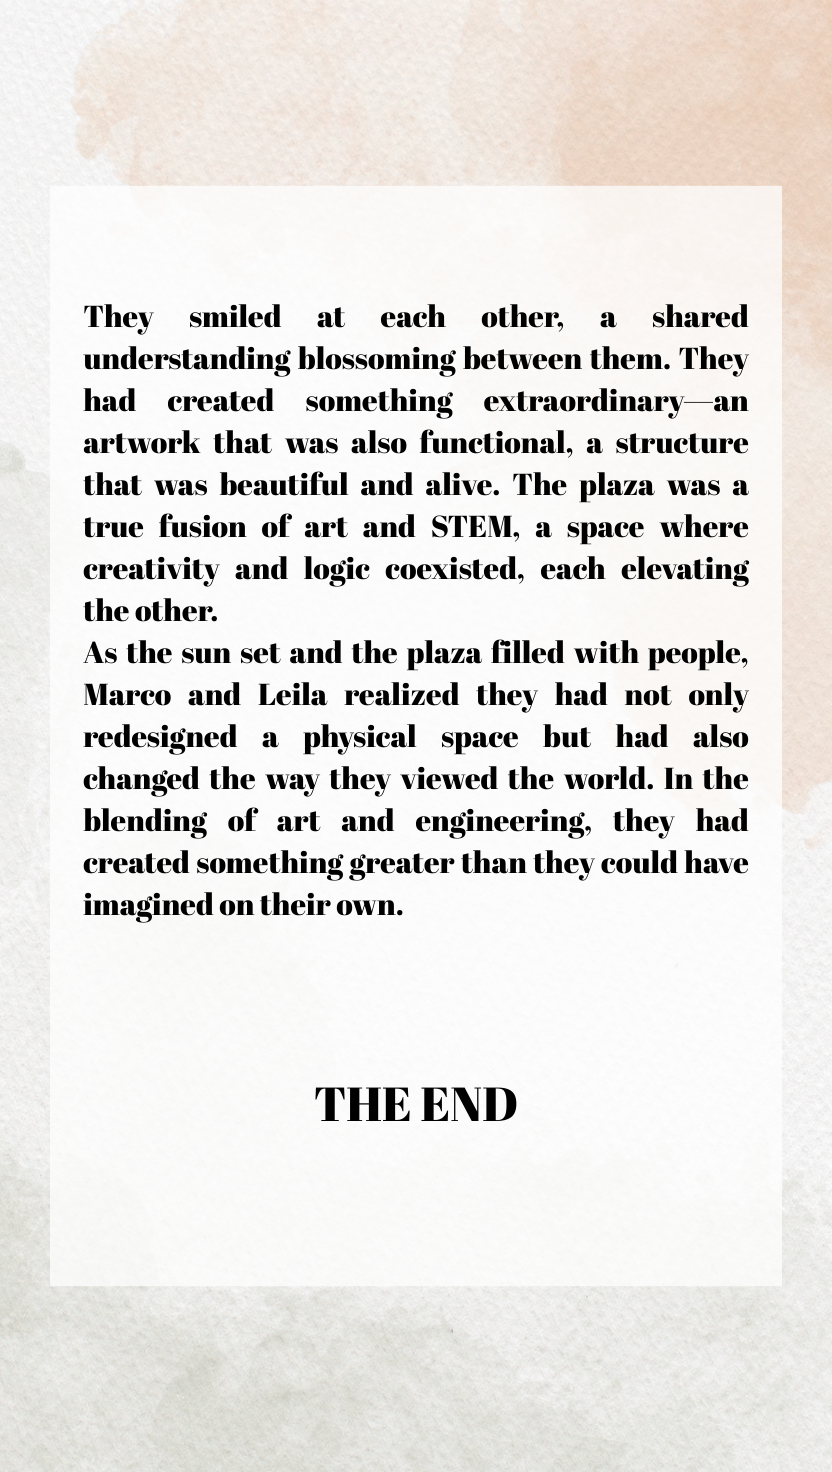 They smiled at each other, a shared
understanding blossoming between them. They
had created something extraordinary—an
artwork that was also functional, a structure
that was beautiful and alive. The plaza was a
true fusion of art and STEM, a space where
creativity and logic coexisted, each elevating
the other.
As the sun set and the plaza filled with people,
Marco and Leila realized they had not only
redesigned a physical space but had also
changed the way they viewed the world. In the
blending of art and engineering, they had
created something greater than they could have
imagined on their own.
THE END